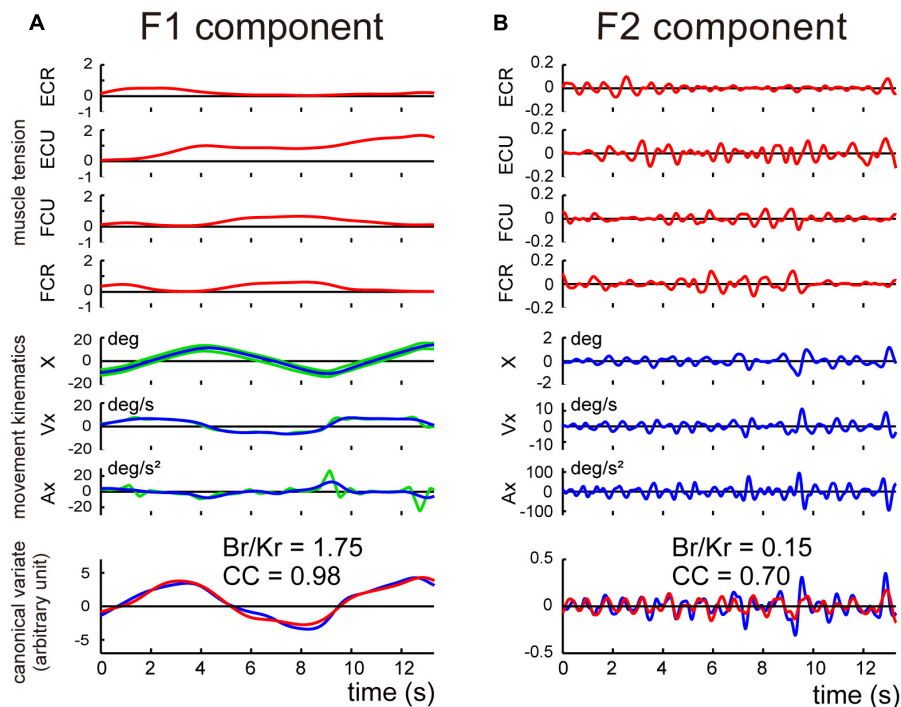 A F1 component
B F2 component
muscle tension
ECR
2
0
-1
ECU
2
0
-1
FCU
2
0
-1
FCR
2
0
-1
movement kinematics
X
deg
20
0
-20
Vx
deg/s
20
0
-20
Ax
deg/s²
20
0
-20
canonical variate
(arbitrary unit)
Br/Kr = 1.75
CC = 0.98
5
0
-5
0 2 4 6 8 10 12
time (s)
ECR
0.2
0
-0.2
ECU
0.2
0
-0.2
FCU
0.2
0
-0.2
FCR
0.2
0
-0.2
X
deg
2
0
2
Vx
deg/s
10
0
-10
Ax
deg/s²
100
0
-100
Br/Kr = 0.15
CC = 0.70
0.5
0.0
-0.5
0 2 4 6 8 10 12
time (s)